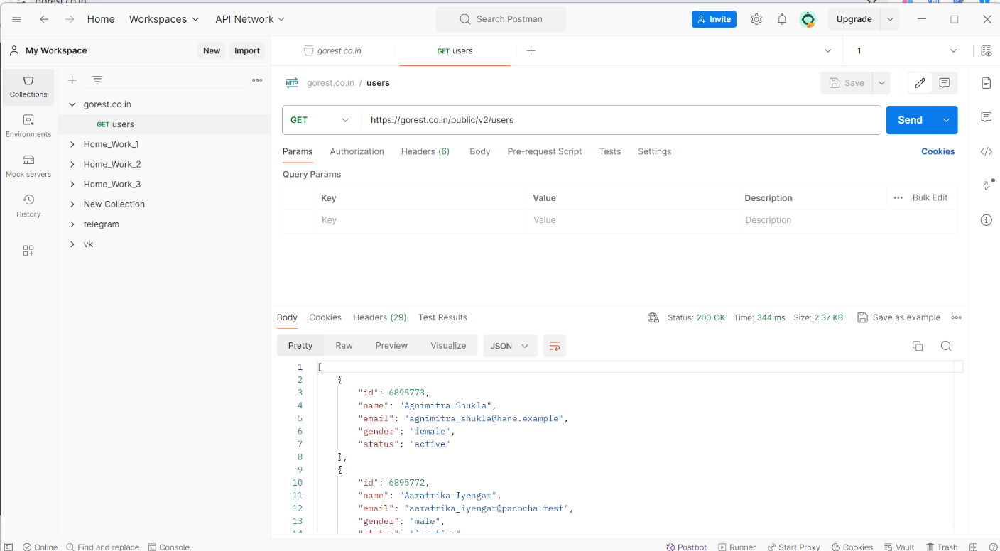 gorest.co.in
Home Workspaces API Network Search Postman Invite Upgrade
My Workspace New Import gorest.co.in GET users 1
Collections
Environments
Mock servers
History
gorest.co.in
GET users
Home_Work_1
Home_Work_2
Home_Work_3
New Collection
telegram
vk
HTTP gorest.co.in / users Save
GET https://gorest.co.in/public/v2/users Send
Params Authorization Headers (6) Body Pre-request Script Tests Settings Cookies
Query Params
Key Value Description Bulk Edit
Key Value Description
Body Cookies Headers (29) Test Results Status: 200 OK Time: 344 ms Size: 2.37 KB Save as example
Pretty Raw Preview Visualize JSON
1 [
2 {
3 "id": 6895773,
4 "name": "Agnimitra Shukla",
5 "email": "agnimitra_shukla@hane.example",
6 "gender": "female",
7 "status": "active"
8 },
9 {
10 "id": 6895772,
11 "name": "Aaratrika Iyengar",
12 "email": "aaratrika_iyengar@pacocha.test",
13 "gender": "male",
14 "status": "inactive"
Online Find and replace Console Postbot Runner Start Proxy Cookies Vault Trash